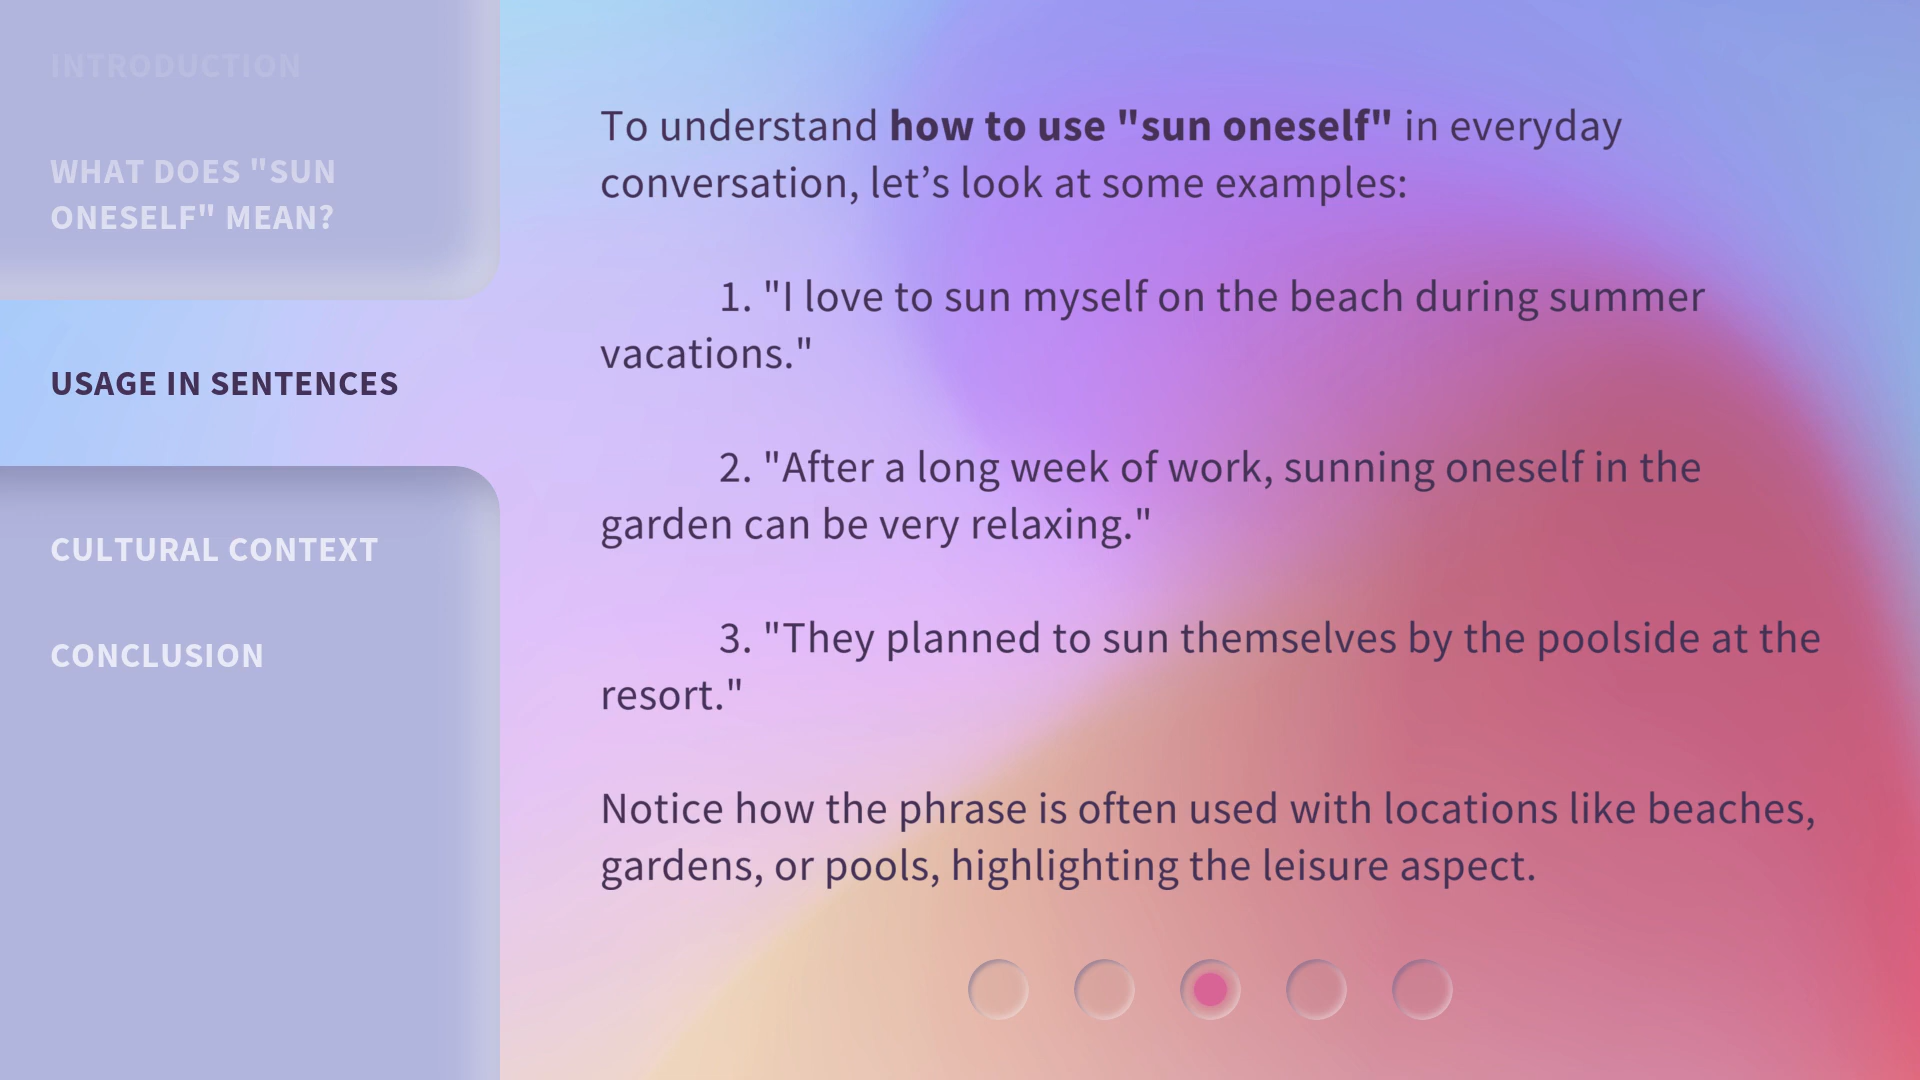 INTRODUCTION
WHAT DOES "SUN
ONESELF" MEAN?
USAGE IN SENTENCES
CULTURAL CONTEXT
CONCLUSION
To understand how to use "sun oneself" in everyday
conversation, let’s look at some examples:
1. "I love to sun myself on the beach during summer
vacations."
2. "After a long week of work, sunning oneself in the
garden can be very relaxing."
3. "They planned to sun themselves by the poolside at the
resort."
Notice how the phrase is often used with locations like beaches,
gardens, or pools, highlighting the leisure aspect.